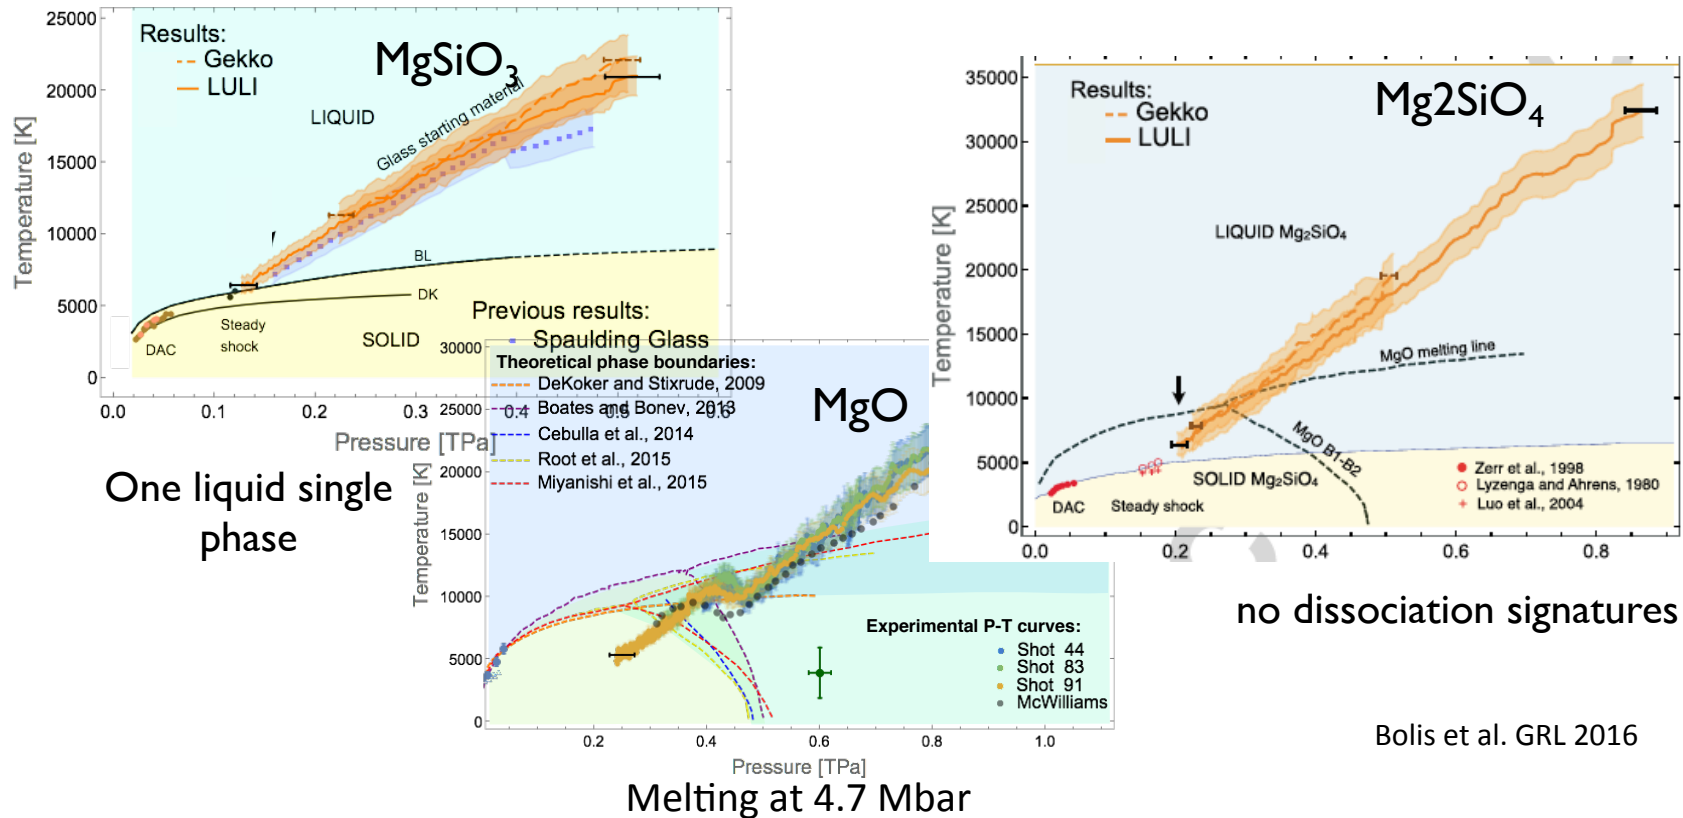 25000
20000
15000
10000
5000
0
Temperature [K]
Results:
Gekko
LULI
MgSiO3
LIQUID
Glass starting material
BL
DK
DAC
Steady
shock
SOLID
Previous results:
Spaulding Glass
0.0
0.1
0.2
0.3
0.4
0.5
0.6
Pressure [TPa]
One liquid single
phase
30000
25000
20000
15000
10000
5000
0
Temperature [K]
Theoretical phase boundaries:
DeKoker and Stixrude, 2009
Boates and Bonev, 2013
Cebulla et al., 2014
Root et al., 2015
Miyanishi et al., 2015
MgO
Experimental P-T curves:
Shot 44
Shot 83
Shot 91
McWilliams
0.2
0.4
0.6
0.8
1.0
Pressure [TPa]
Melting at 4.7 Mbar
35000
30000
25000
20000
15000
10000
5000
0
Temperature [K]
Results:
Gekko
LULI
Mg2SiO4
LIQUID Mg2SiO4
MgO melting line
MgO B1-B2
SOLID Mg2SiO4
DAC
Steady shock
Zerr et al., 1998
Lyzenga and Ahrens, 1980
Luo et al., 2004
0.0
0.2
0.4
0.6
0.8
no dissociation signatures
Bolis et al. GRL 2016